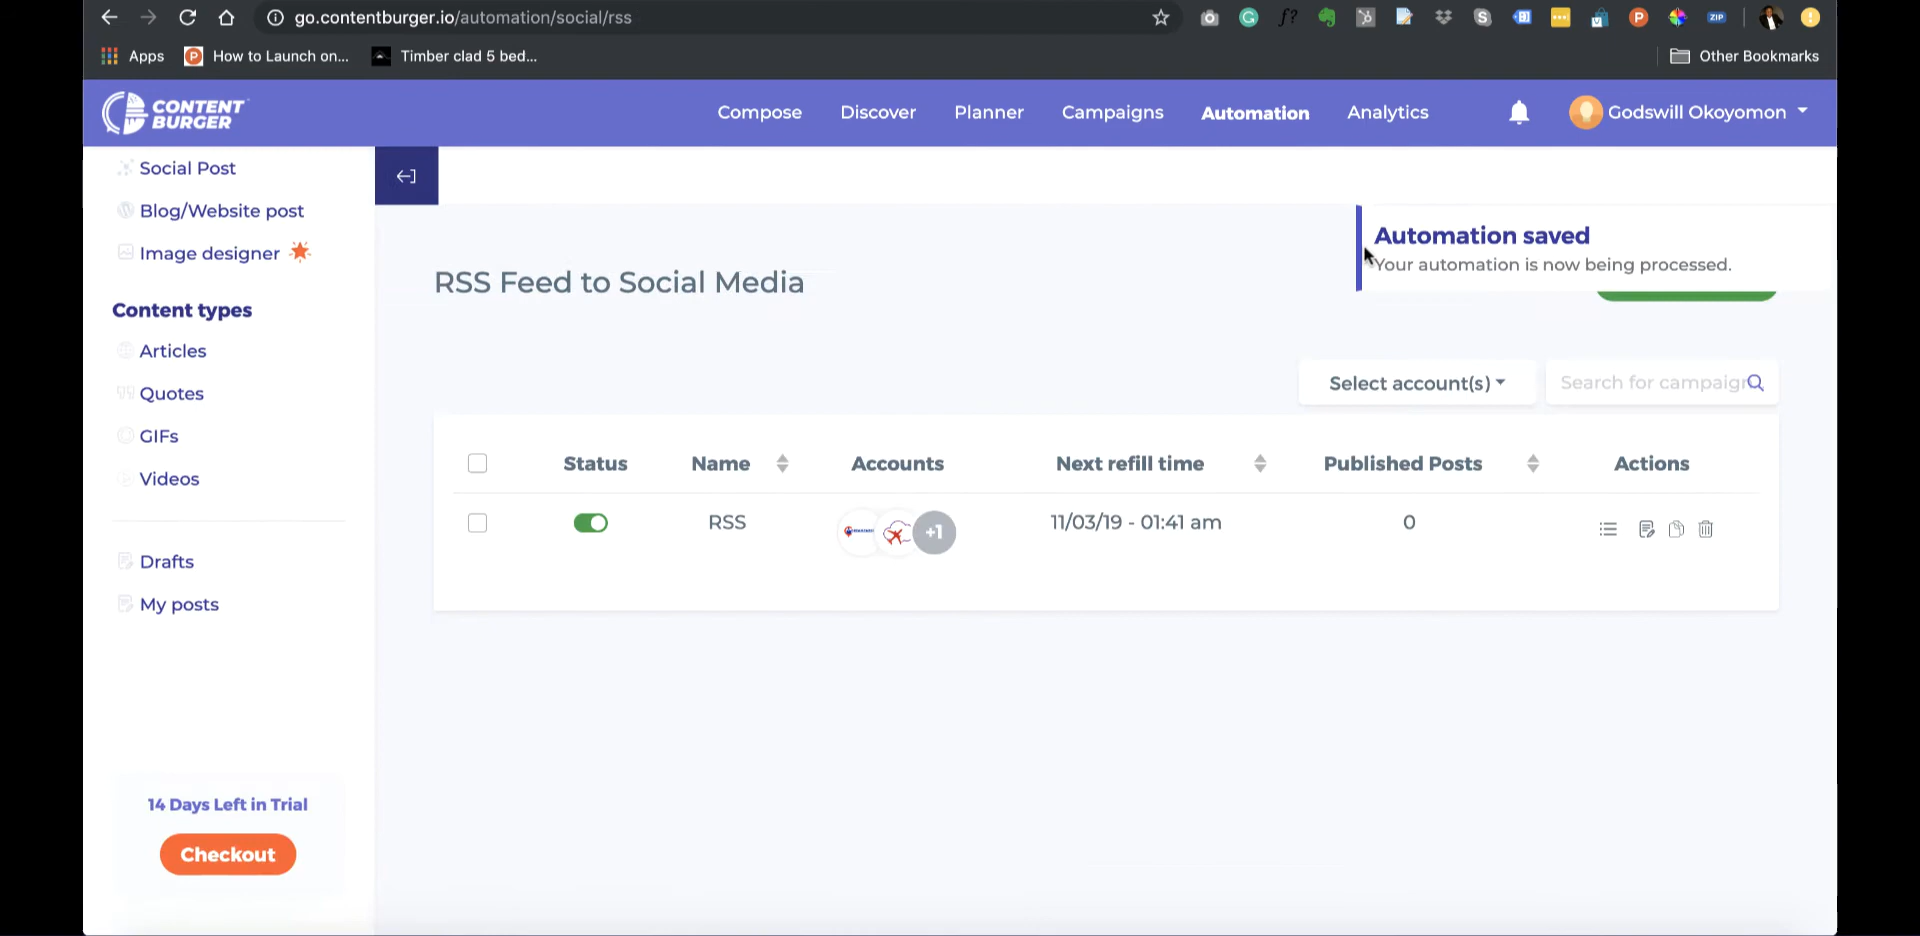 go.contentburger.io/automation/social/rss
f?
ZIP
Apps
How to Launch on...
Timber clad 5 bed...
Other Bookmarks
CONTENT
BURGER
Compose
Discover
Planner
Campaigns
Automation
Analytics
Godswill Okoyomon
Social Post
Blog/Website post
Image designer
Content types
Articles
Quotes
GIFs
Videos
Drafts
My posts
14 Days Left in Trial
Checkout
Automation saved
Your automation is now being processed.
RSS Feed to Social Media
Select account(s)
Search for campaign
Status
Name
Accounts
Next refill time
Published Posts
Actions
RSS
+1
11/03/19 - 01:41 am
0